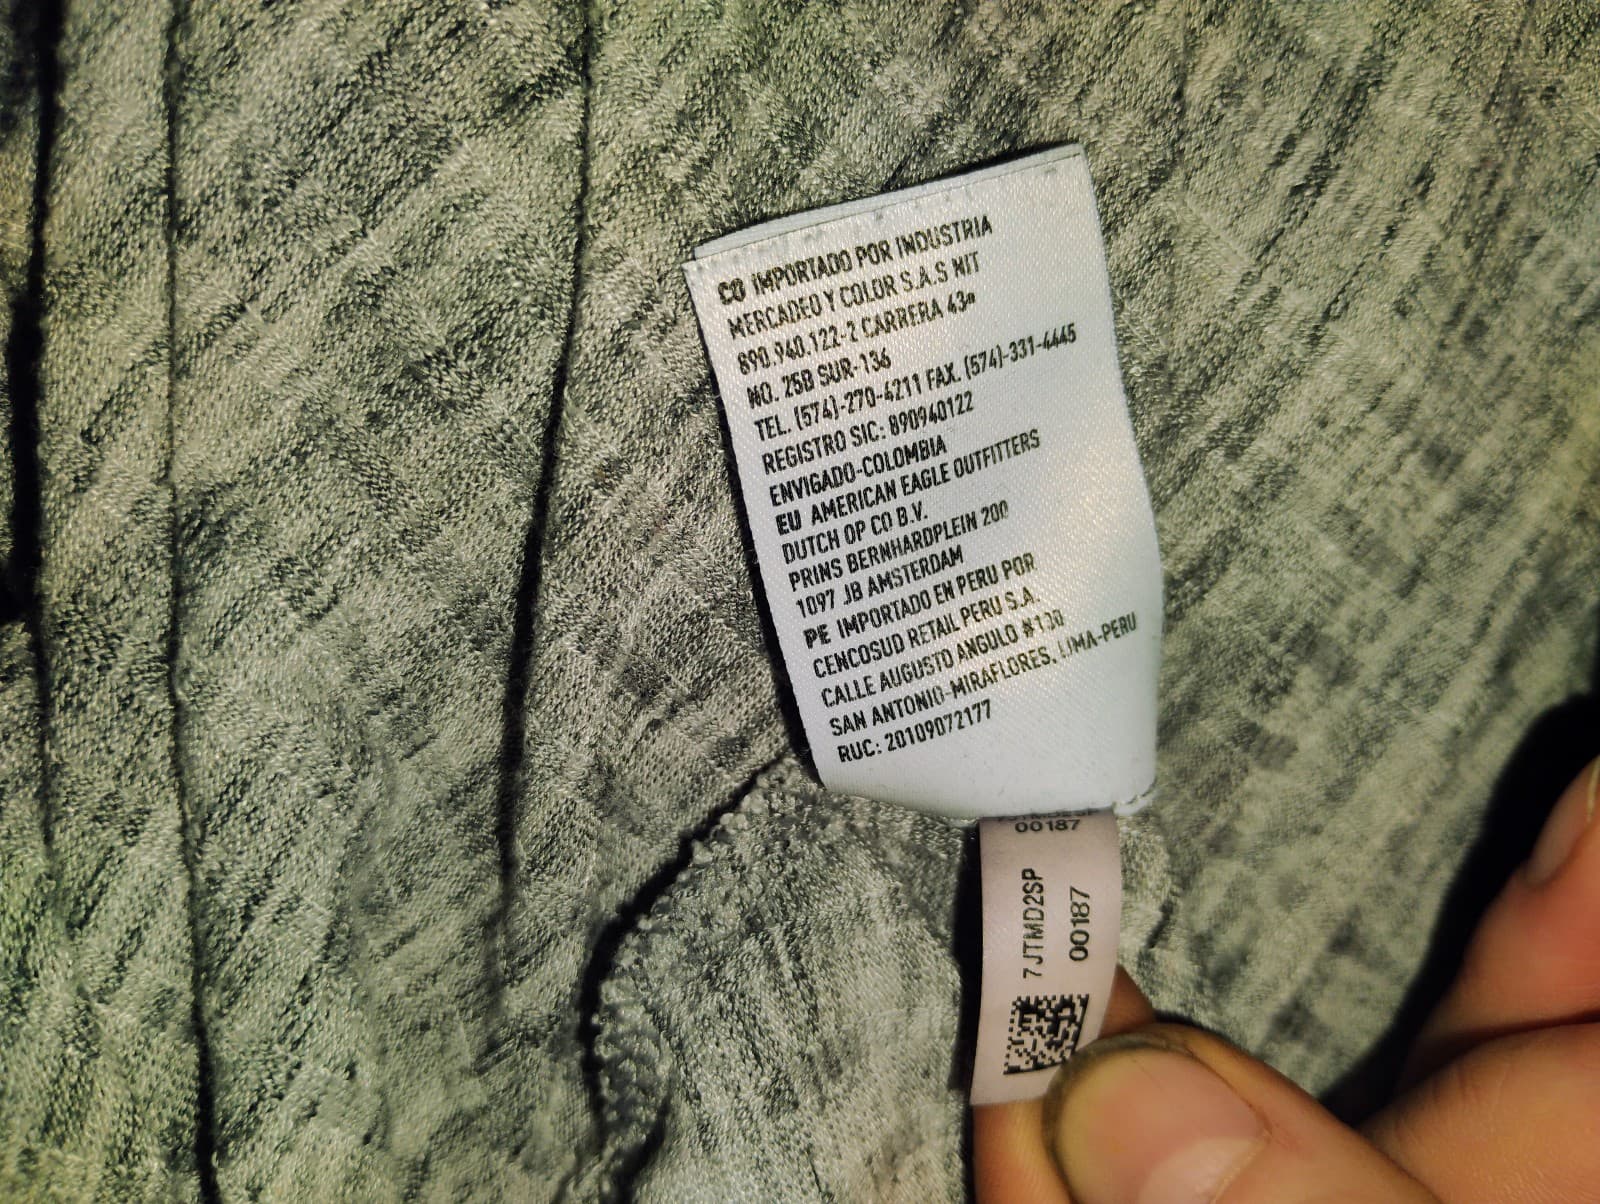 CO IMPORTADO POR INDUSTRIA
MERCADEO Y COLOR S.A.S NIT
890.940.122-2 CARRERA 43ª
NO. 25B SUR-136
TEL. (574)-270-4211 FAX. (574)-331-4445
REGISTRO SIC: 890940122
ENVIGADO-COLOMBIA
EU AMERICAN EAGLE OUTFITTERS
DUTCH OP CO B.V.
PRINS BERNHARDPLEIN 200
1097 JB AMSTERDAM
PE IMPORTADO EN PERU POR
CENCOSUD RETAIL PERU S.A.
CALLE AUGUSTO ANGULO #130
SAN ANTONIO-MIRAFLORES, LIMA-PERU
RUC: 20109072177
00187
7JTMD2SP
00187